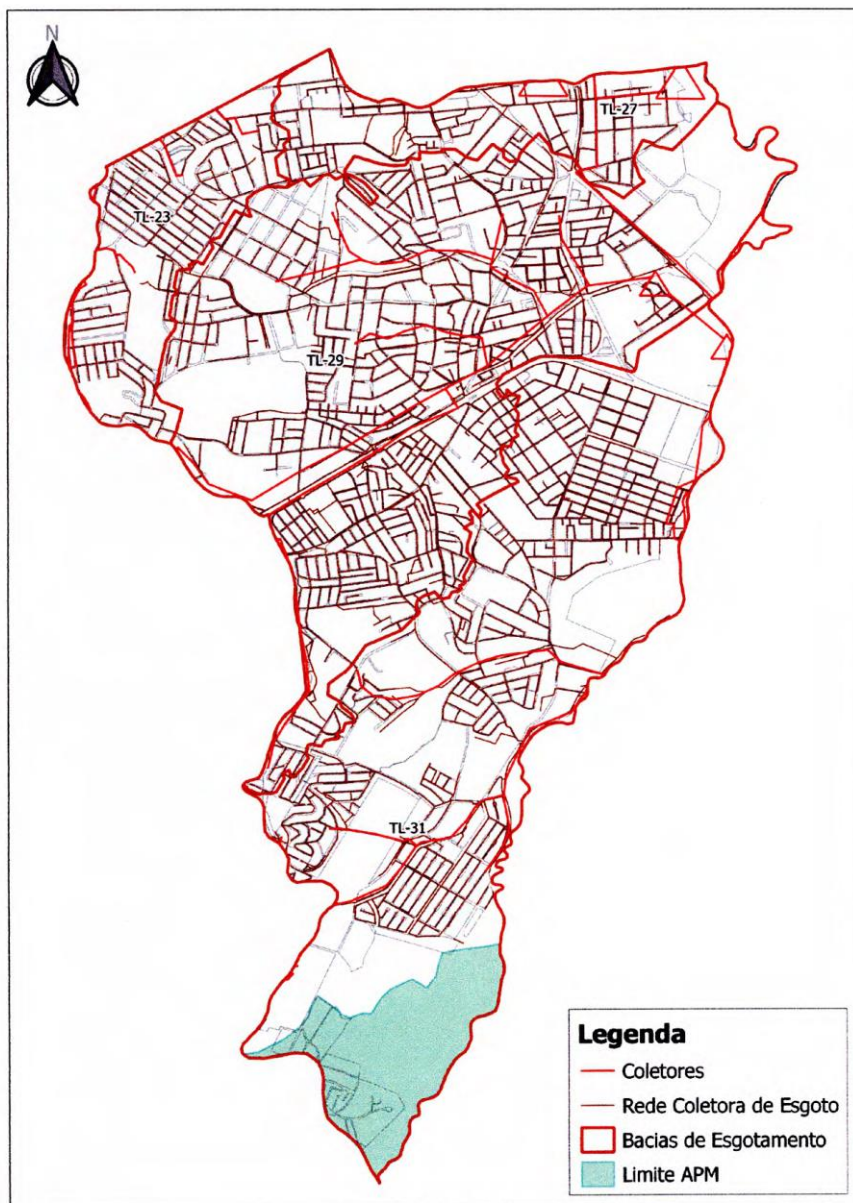 N
TL-27
TL-23
TL-29
TL-31
Legenda
Coletores
Rede Coletora de Esgoto
Bacias de Esgotamento
Limite APM